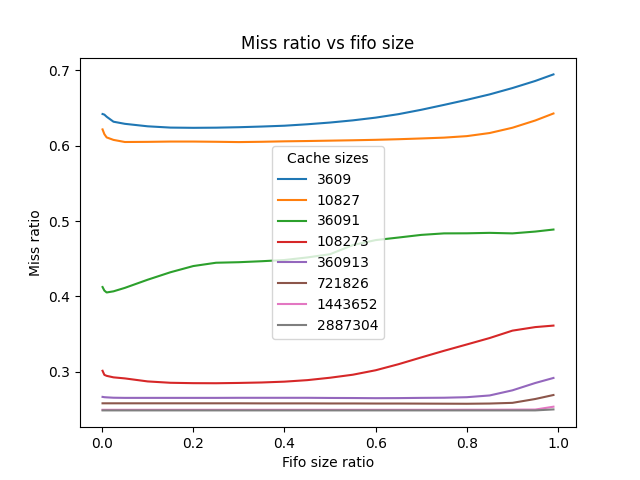 Miss ratio vs fifo size
0.7
0.6
0.5
0.4
0.3
Miss ratio
Cache sizes
3609
10827
36091
108273
360913
721826
1443652
2887304
0.0 0.2 0.4 0.6 0.8 1.0
Fifo size ratio